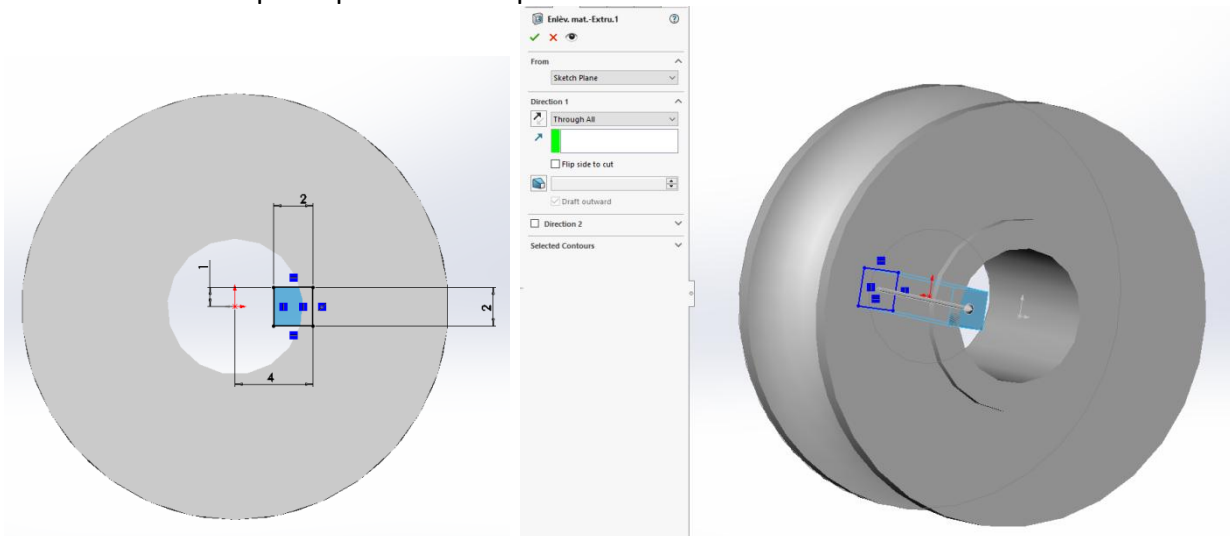 2
1
2
4
Enlèv. mat.-Extru.1
From
Sketch Plane
Direction 1
Through All
Flip side to cut
Draft outward
Direction 2
Selected Contours